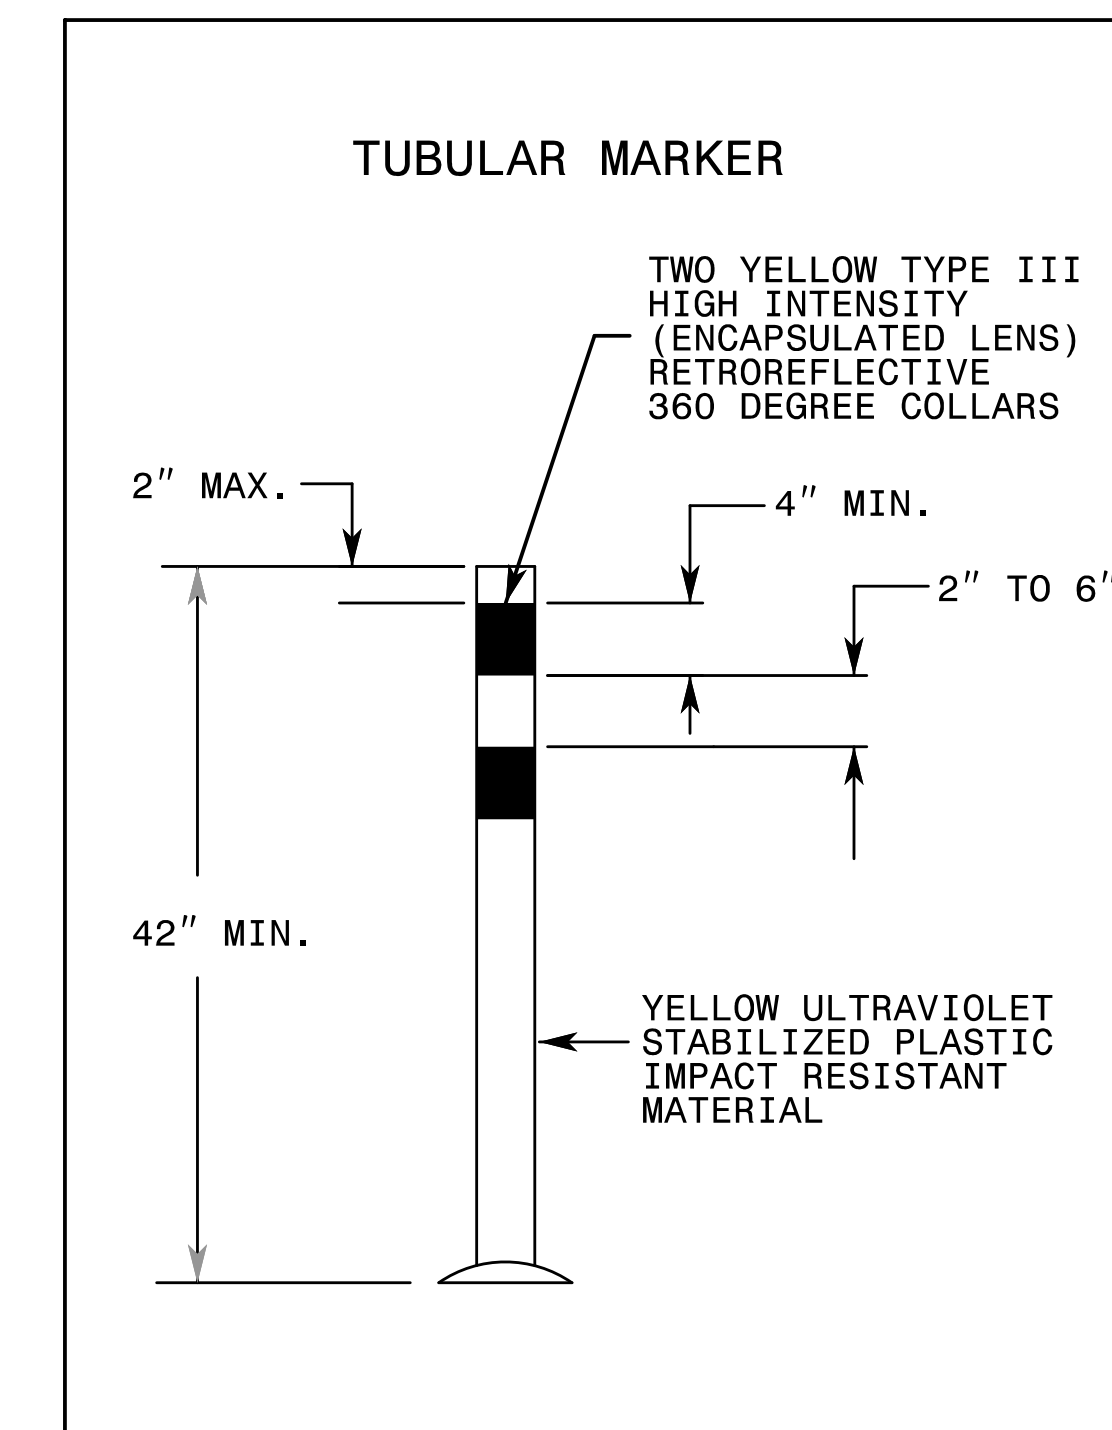 TUBULAR MARKER
TWO YELLOW TYPE III
HIGH INTENSITY
(ENCAPSULATED LENS)
RETROREFLECTIVE
360 DEGREE COLLARS
2" MAX.
4" MIN.
2" TO 6"
42" MIN.
YELLOW ULTRAVIOLET
STABILIZED PLASTIC
IMPACT RESISTANT
MATERIAL